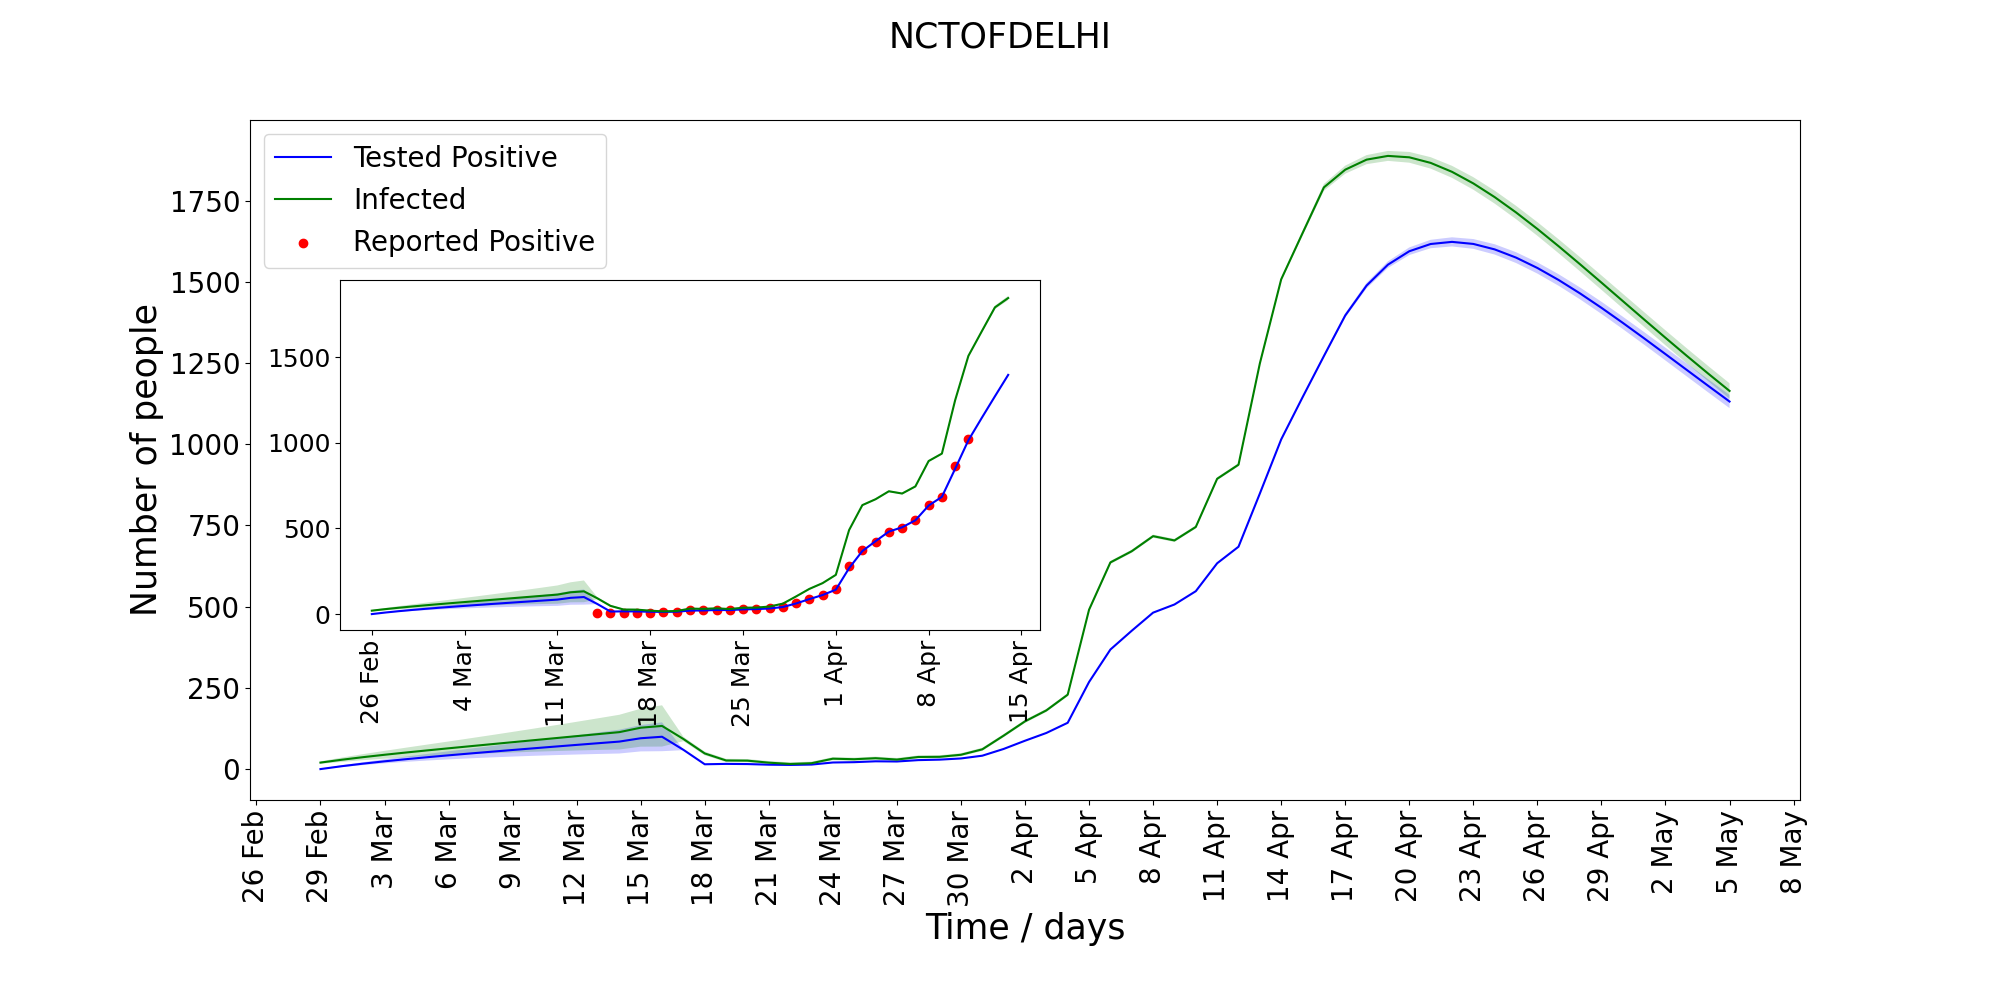 NCTOFDELHI
Tested Positive
Infected
Reported Positive
Number of people
1750
1500
1250
1000
750
500
250
0
1500
1000
500
0
26 Feb
4 Mar
11 Mar
18 Mar
25 Mar
1 Apr
8 Apr
15 Apr
26 Feb
29 Feb
3 Mar
6 Mar
9 Mar
12 Mar
15 Mar
18 Mar
21 Mar
24 Mar
27 Mar
30 Mar
2 Apr
5 Apr
8 Apr
11 Apr
14 Apr
17 Apr
20 Apr
23 Apr
26 Apr
29 Apr
2 May
5 May
8 May
Time / days